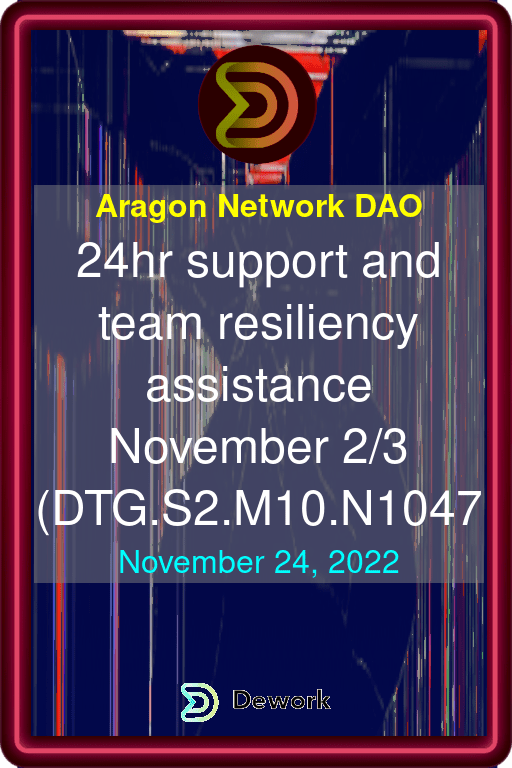 Aragon Network DAO
24hr support and
team resiliency
assistance
November 2/3
(DTG.S2.M10.N1047
November 24, 2022
Dework